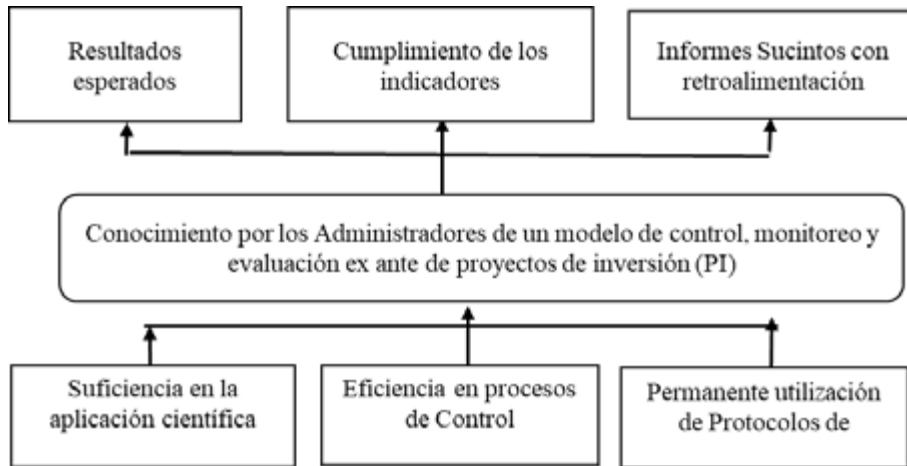 Resultados
esperados
Cumplimiento de los
indicadores
Informes Sucintos con
retroalimentación
Conocimiento por los Administradores de un modelo de control, monitoreo y
evaluación ex ante de proyectos de inversión (PI)
Suficiencia en la
aplicación científica
Eficiencia en procesos
de Control
Permanente utilización
de Protocolos de